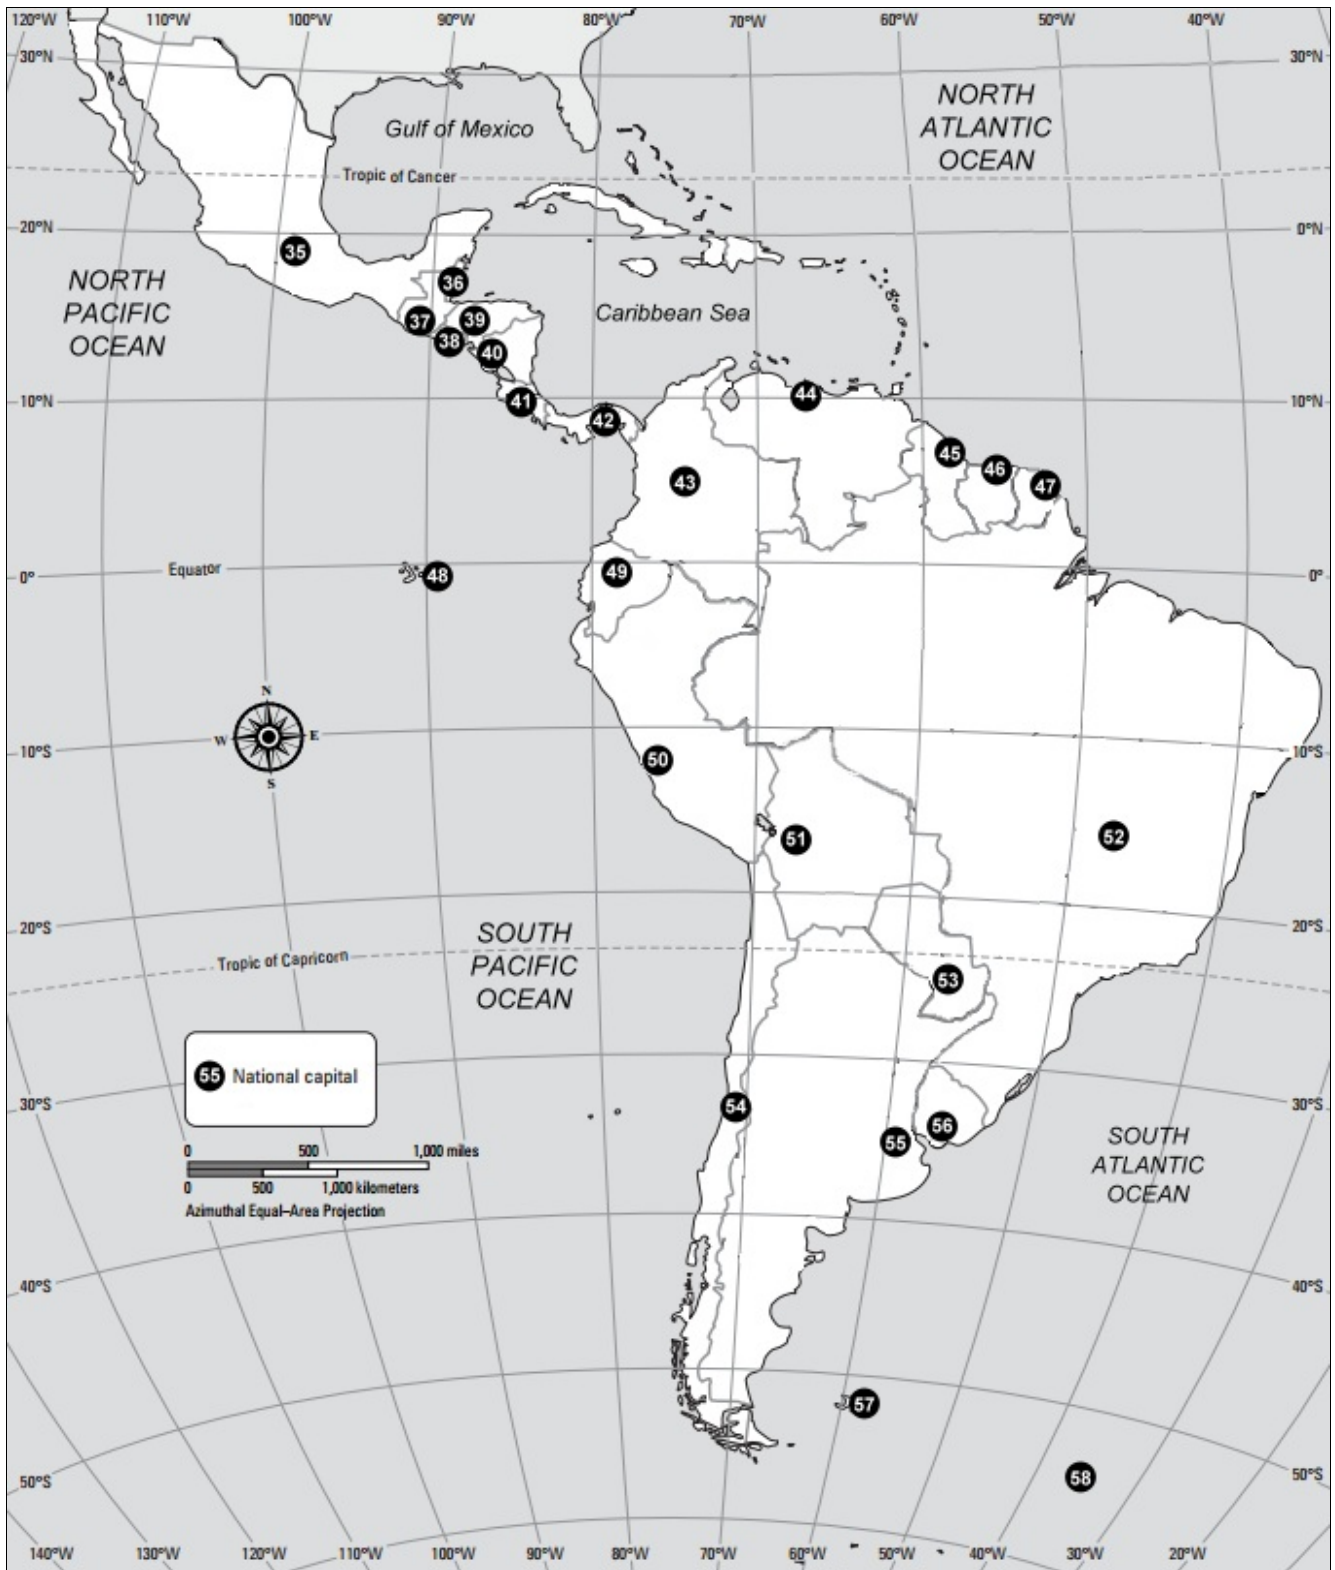 120°W 110°W 100°W 90°W 80°W 70°W 60°W 50°W 40°W
30°N 30°N
NORTH
ATLANTIC
OCEAN
Gulf of Mexico
Tropic of Cancer
20°N 0°N
35
36
NORTH
PACIFIC
OCEAN
Caribbean Sea
37 39
38 40
10°N 41 44 10°N
42
45
46
43 47
Equator
0° 48 49 0°
N
W E
S
10°S 10°S
50
51 52
20°S 20°S
SOUTH
PACIFIC
OCEAN
Tropic of Capricorn
53
55 National capital
30°S 54 30°S
56
55
SOUTH
ATLANTIC
OCEAN
0 500 1,000 miles
0 500 1,000 kilometers
Azimuthal Equal–Area Projection
40°S 40°S
57
50°S 58 50°S
140°W 130°W 120°W 110°W 100°W 90°W 80°W 70°W 60°W 50°W 40°W 30°W 20°W